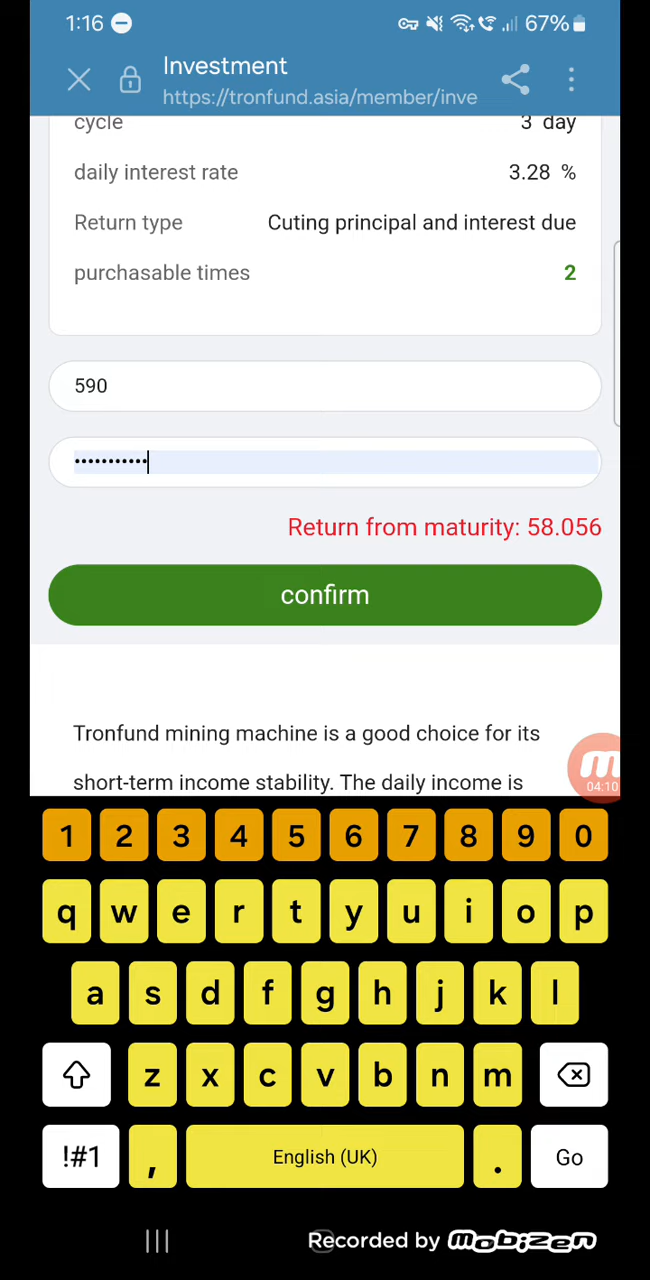 1:16
67%
Investment
https://tronfund.asia/member/inve
cycle 3 day
daily interest rate 3.28 %
Return type Cuting principal and interest due
purchasable times 2
590
•••••••••••
Return from maturity: 58.056
confirm
Tronfund mining machine is a good choice for its
short-term income stability. The daily income is
m
04:10
1 2 3 4 5 6 7 8 9 0
q w e r t y u i o p
a s d f g h j k l
z x c v b n m
!#1 , English (UK) . Go
Recorded by mobizen